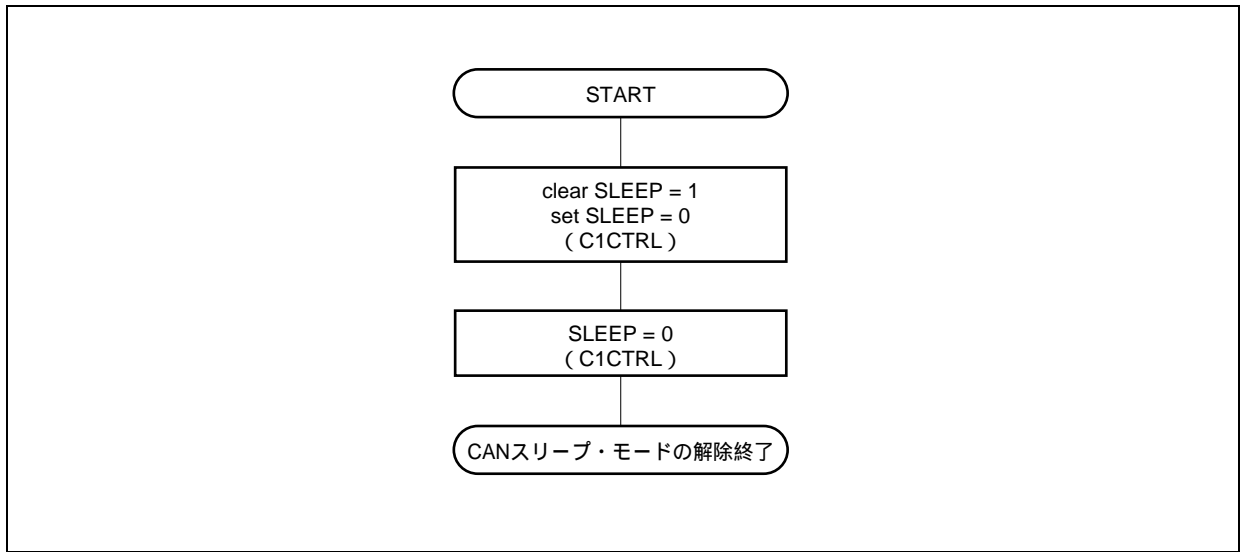 START
clear SLEEP = 1
set SLEEP = 0
（C1CTRL）
SLEEP = 0
（C1CTRL）
CANスリープ・モードの解除終了